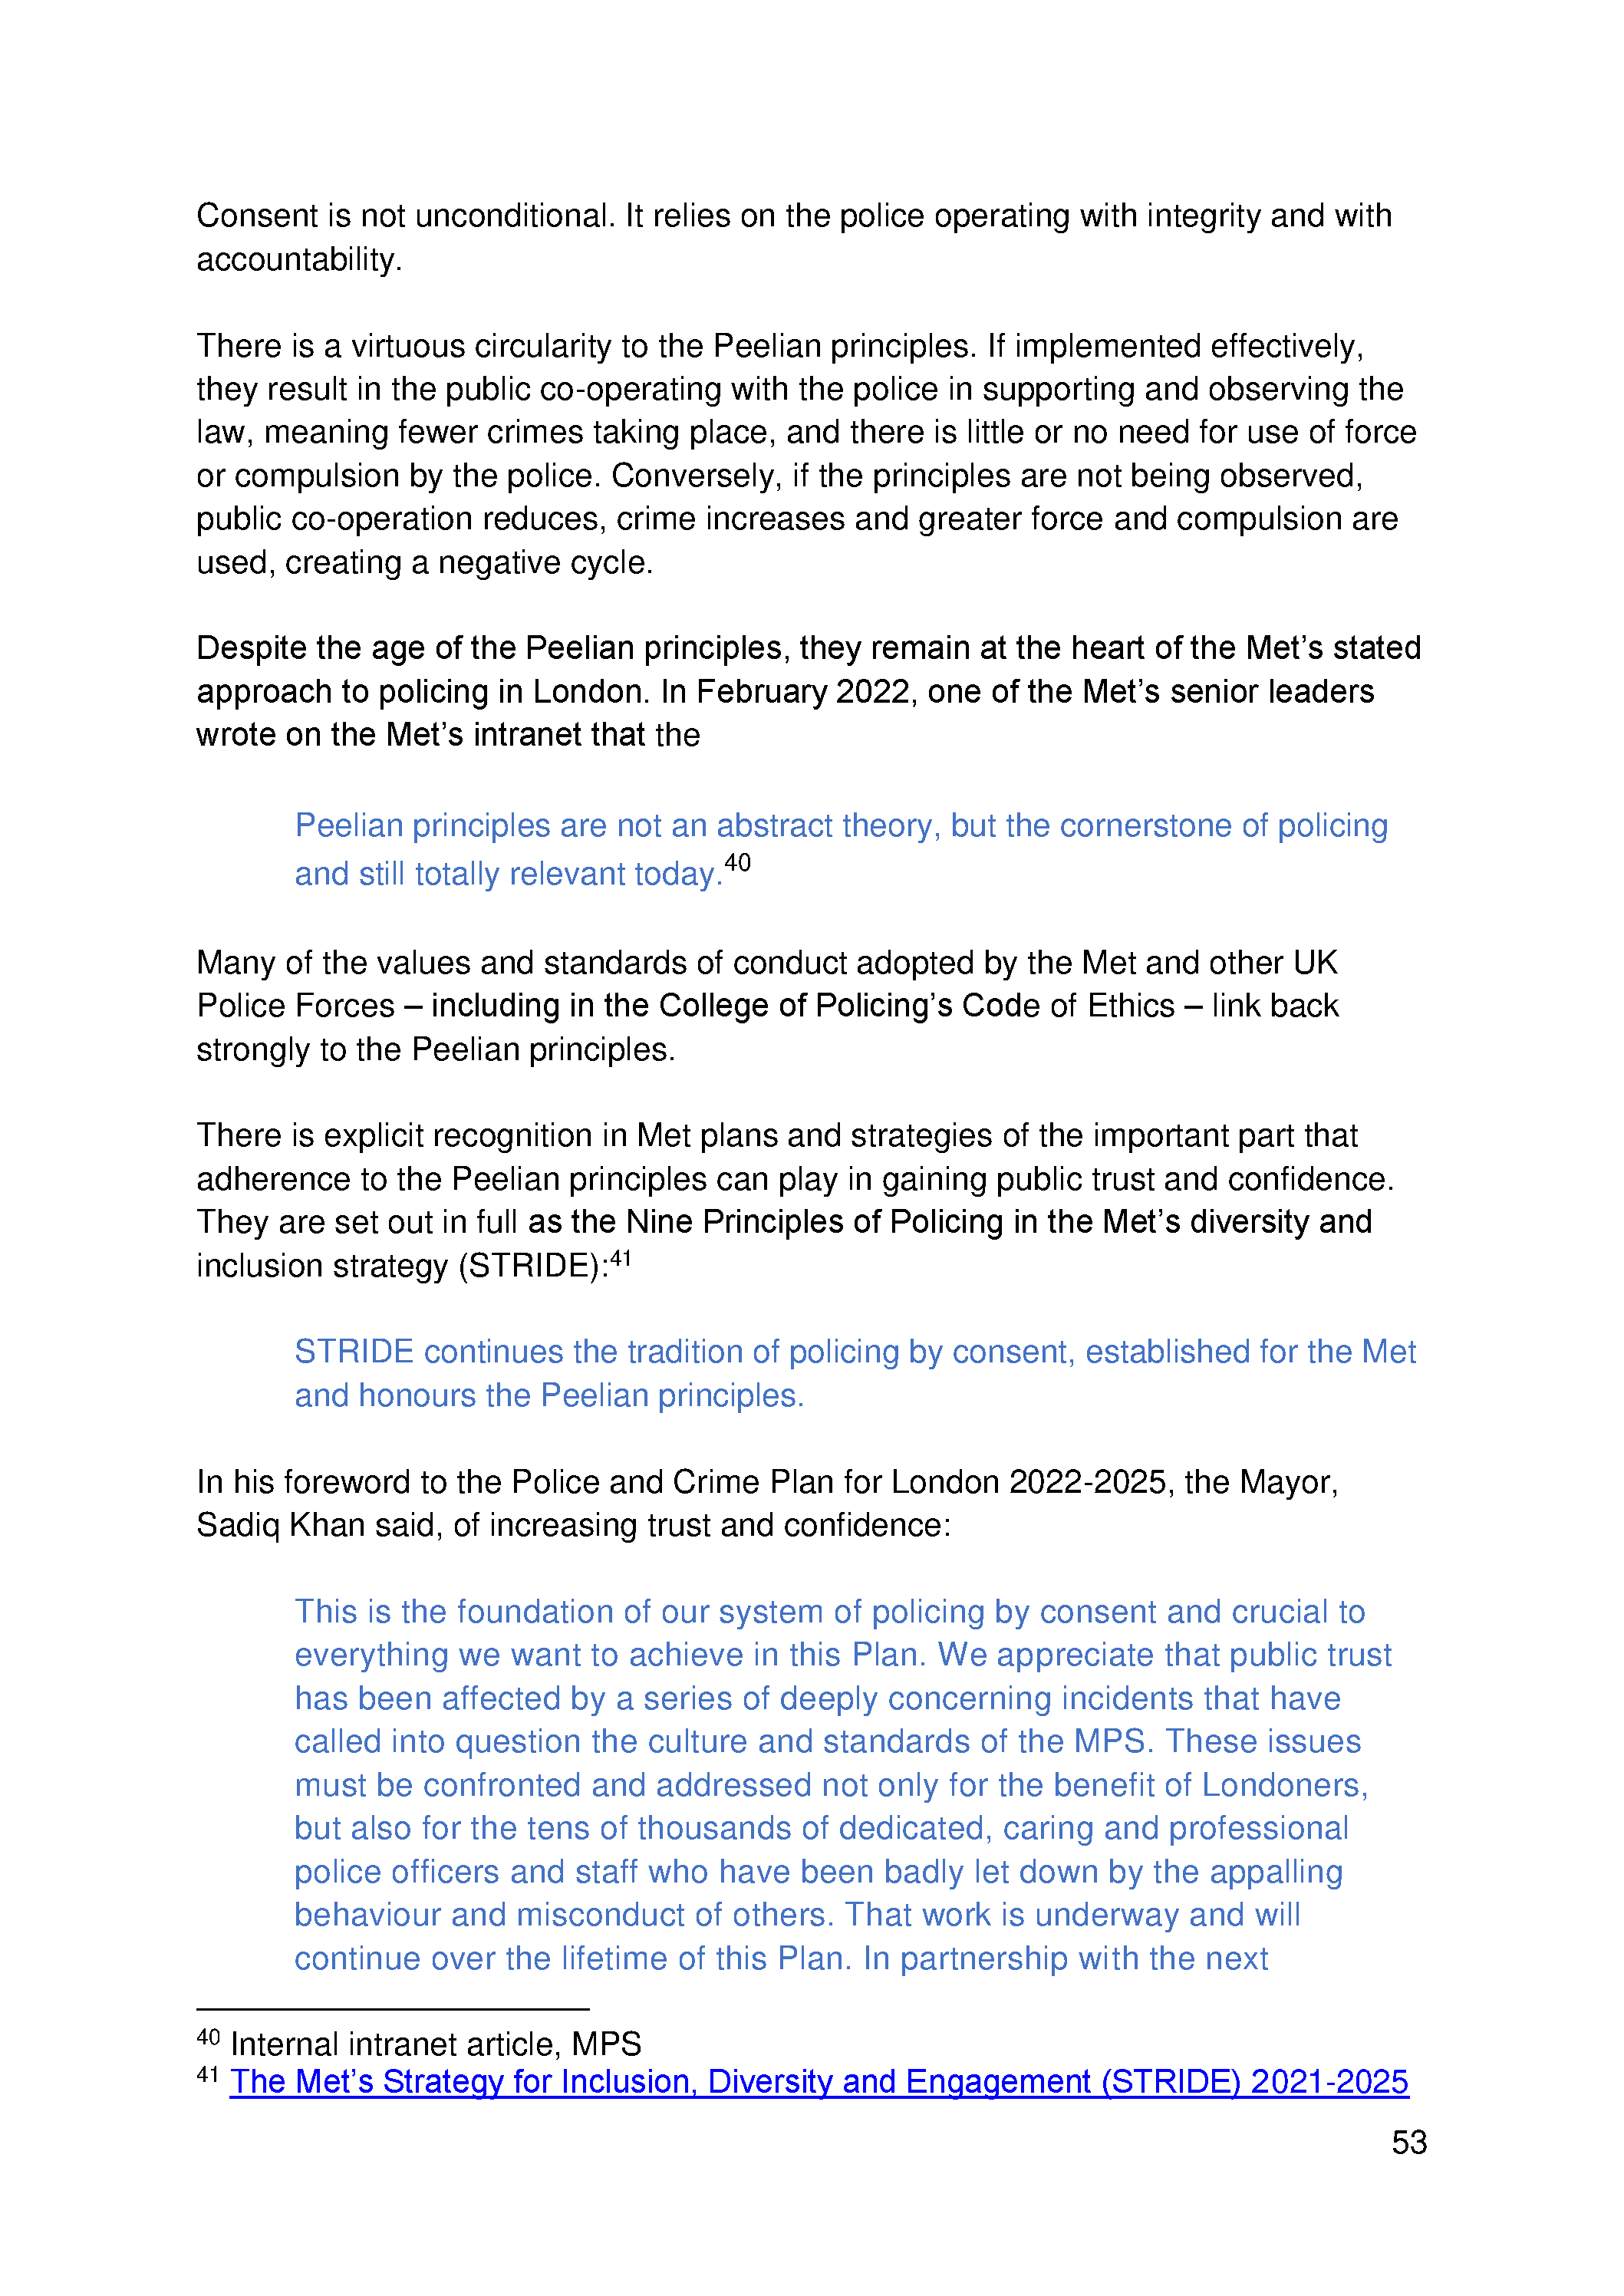 Consent is not unconditional. It relies on the police operating with integrity and with
accountability.
There is a virtuous circularity to the Peelian principles. If implemented effectively,
they result in the public co-operating with the police in supporting and observing the
law, meaning fewer crimes taking place, and there is little or no need for use of force
or compulsion by the police. Conversely, if the principles are not being observed,
public co-operation reduces, crime increases and greater force and compulsion are
used, creating a negative cycle.
Despite the age of the Peelian principles, they remain at the heart of the Met’s stated
approach to policing in London. In February 2022, one of the Met’s senior leaders
wrote on the Met’s intranet that the
Peelian principles are not an abstract theory, but the cornerstone of policing
and still totally relevant today.40
Many of the values and standards of conduct adopted by the Met and other UK
Police Forces – including in the College of Policing’s Code of Ethics – link back
strongly to the Peelian principles.
There is explicit recognition in Met plans and strategies of the important part that
adherence to the Peelian principles can play in gaining public trust and confidence.
They are set out in full as the Nine Principles of Policing in the Met’s diversity and
inclusion strategy (STRIDE):41
STRIDE continues the tradition of policing by consent, established for the Met
and honours the Peelian principles.
In his foreword to the Police and Crime Plan for London 2022-2025, the Mayor,
Sadiq Khan said, of increasing trust and confidence:
This is the foundation of our system of policing by consent and crucial to
everything we want to achieve in this Plan. We appreciate that public trust
has been affected by a series of deeply concerning incidents that have
called into question the culture and standards of the MPS. These issues
must be confronted and addressed not only for the benefit of Londoners,
but also for the tens of thousands of dedicated, caring and professional
police officers and staff who have been badly let down by the appalling
behaviour and misconduct of others. That work is underway and will
continue over the lifetime of this Plan. In partnership with the next
40 Internal intranet article, MPS
41 The Met’s Strategy for Inclusion, Diversity and Engagement (STRIDE) 2021-2025
53